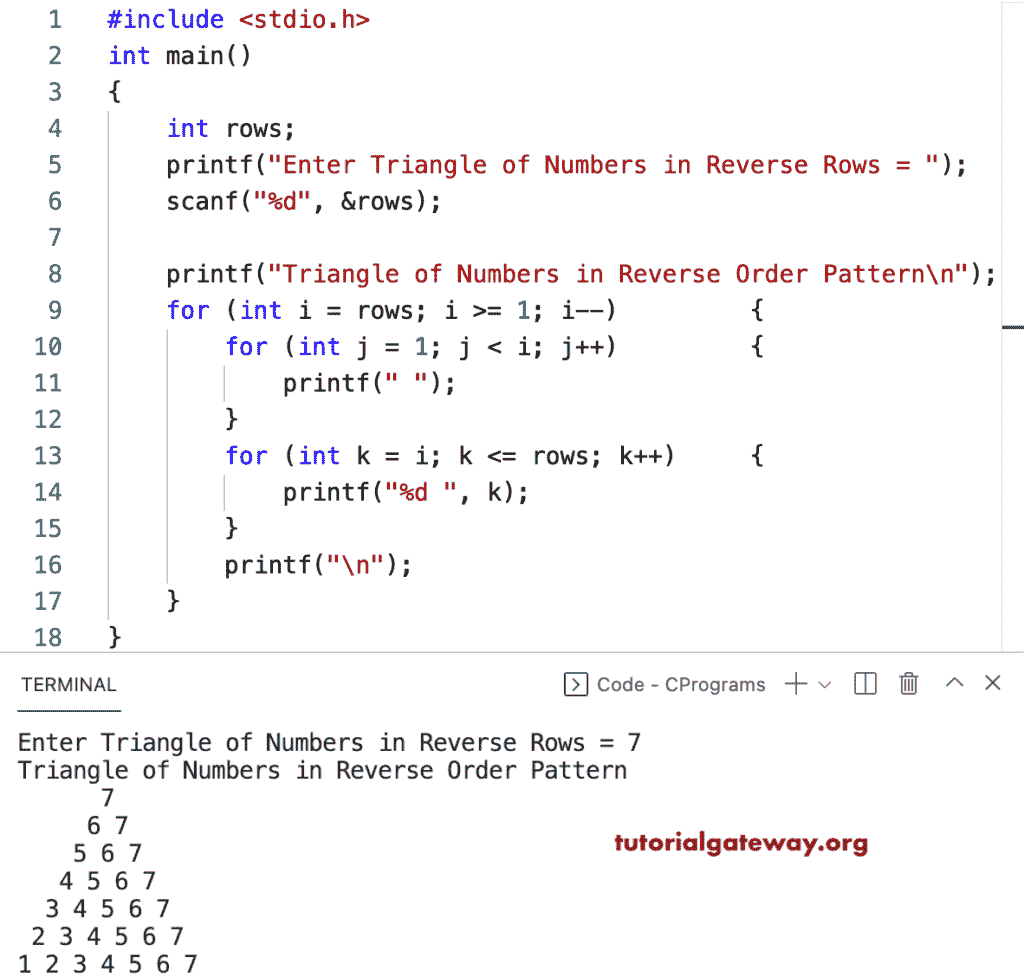 1 #include <stdio.h>
2 int main()
3 {
4     int rows;
5     printf("Enter Triangle of Numbers in Reverse Rows = ");
6     scanf("%d", &rows);
7
8     printf("Triangle of Numbers in Reverse Order Pattern\n");
9     for (int i = rows; i >= 1; i--)          {
10         for (int j = 1; j < i; j++)          {
11             printf(" ");
12         }
13         for (int k = i; k <= rows; k++)      {
14             printf("%d ", k);
15         }
16         printf("\n");
17     }
18 }
TERMINAL Code - CPrograms
Enter Triangle of Numbers in Reverse Rows = 7
Triangle of Numbers in Reverse Order Pattern
      7
     6 7
    5 6 7
tutorialgateway.org
   4 5 6 7
  3 4 5 6 7
 2 3 4 5 6 7
1 2 3 4 5 6 7